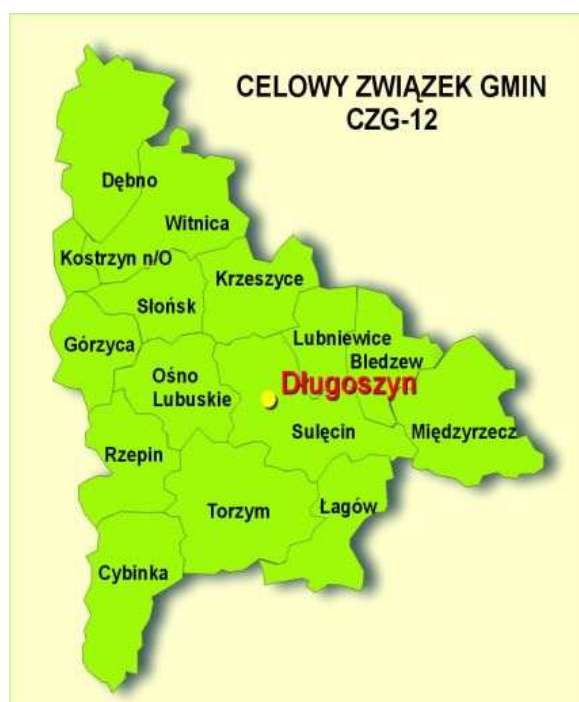 CELOWY ZWIĄZEK GMIN
CZG-12
Dębno
Witnica
Kostrzyn n/O
Krzeszyce
Słońsk
Lubniewice
Górzyca
Bledzew
Ośno
Lubuskie
Długoszyn
Sulęcin
Międzyrzecz
Rzepin
Torzym
Łagów
Cybinka